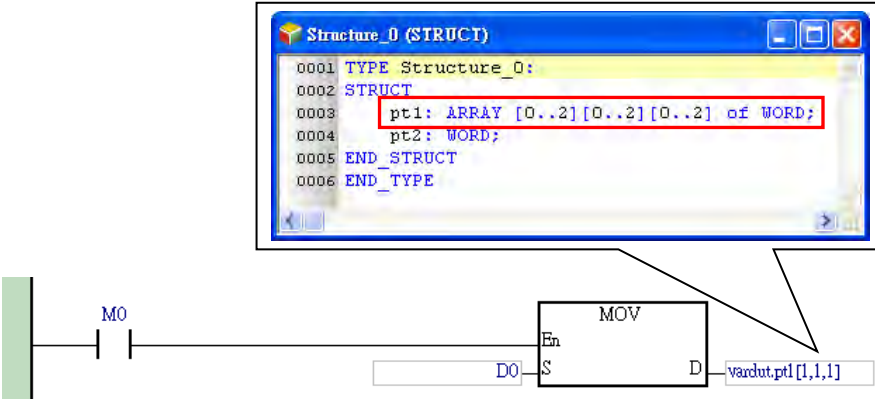 Structure_0 (STRUCT)
0001 TYPE Structure_0:
0002 STRUCT
0003 pt1: ARRAY [0..2][0..2][0..2] of WORD;
0004 pt2: WORD;
0005 END_STRUCT
0006 END_TYPE
M0
MOV
En
D0 S D vardut.pt1[1,1,1]